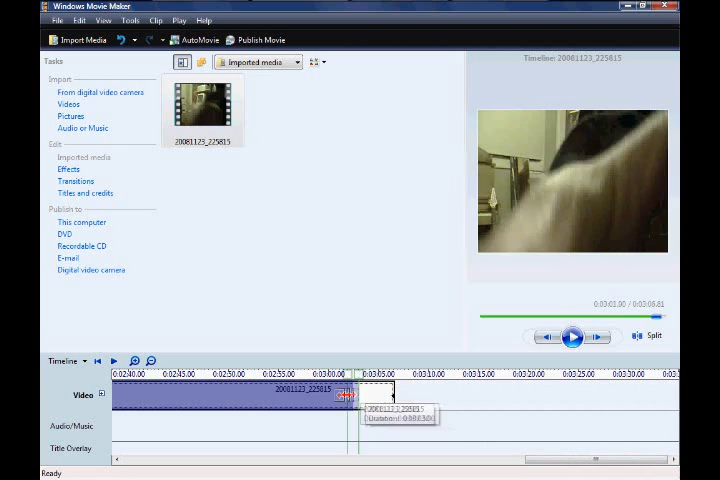 Windows Movie Maker
File Edit View Tools Clip Play Help
Import Media AutoMovie Publish Movie
Tasks Imported media
Import
From digital video camera
Videos
Pictures
Audio or Music
Edit
Imported media
Effects
Transitions
Titles and credits
Publish to
This computer
DVD
Recordable CD
E-mail
Digital video camera
20081123_225815
Timeline: 20081123_225815
0:03:01.00 / 0:03:06.81
Split
Timeline
0:02:40.00 0:02:45.00 0:02:50.00 0:02:55.00 0:03:00.00 0:03:05.00 0:03:10.00 0:03:15.00 0:03:20.00 0:03:25.00 0:03:30.00
Video 20081123_225815
20081123_225815
Audio/Music
Title Overlay
Ready